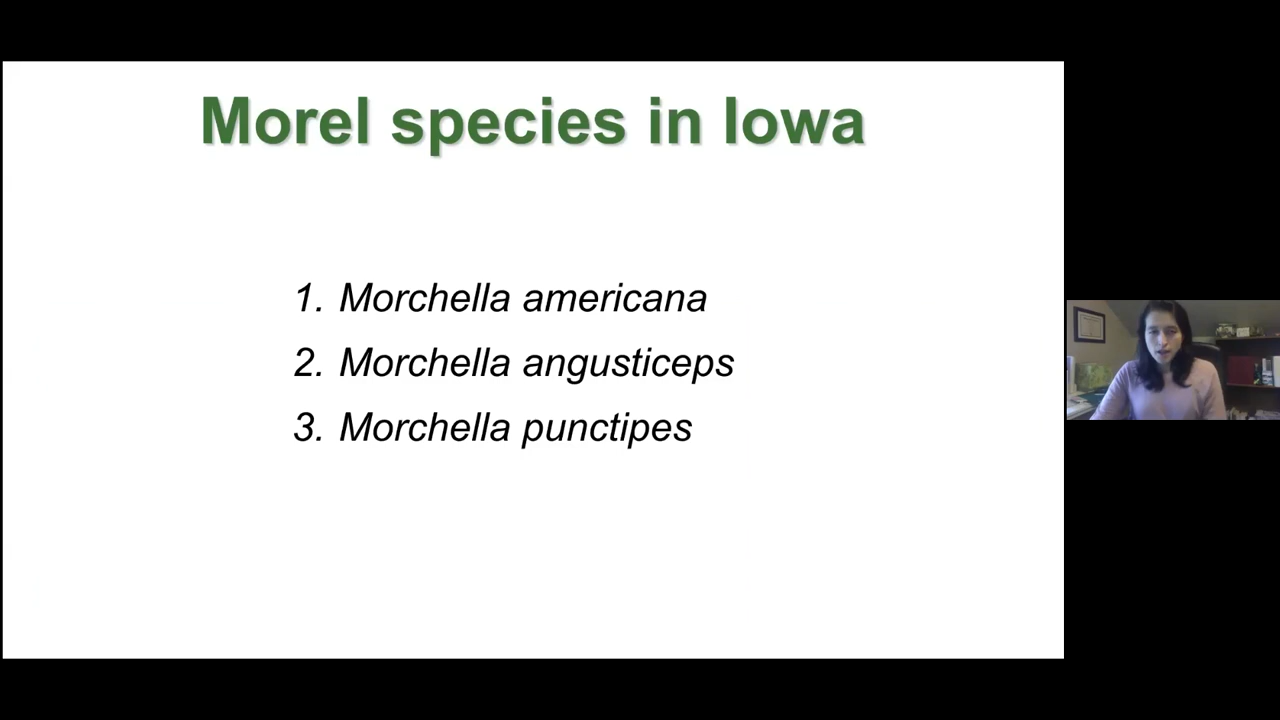 Morel species in Iowa
1. Morchella americana
2. Morchella angusticeps
3. Morchella punctipes